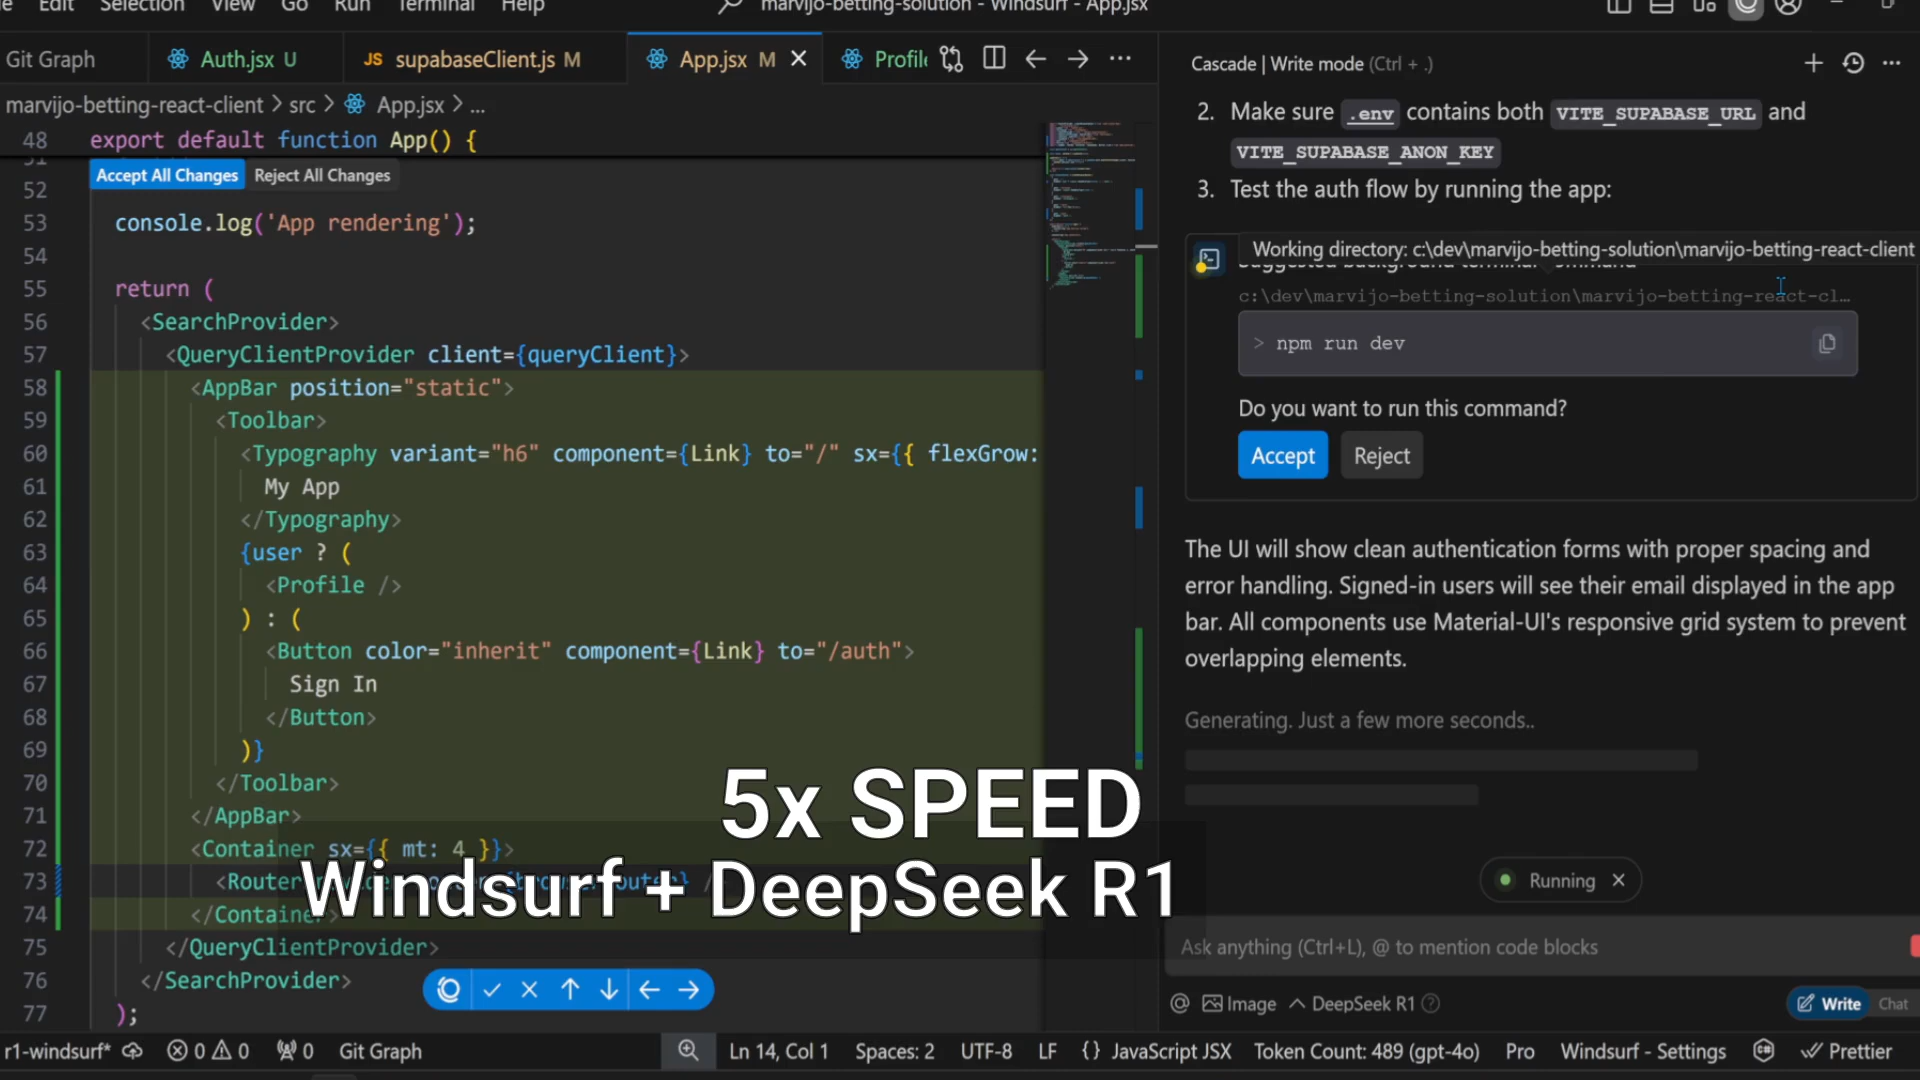 Edit Selection View Go Run Terminal Help
marvijo-betting-solution - Windsurf - App.jsx
Git Graph
Auth.jsx U
JS supabaseClient.js M
App.jsx M
Profile
marvijo-betting-react-client > src > App.jsx > ...
48 export default function App() {
51
Accept All Changes Reject All Changes
52
53 console.log('App rendering');
54
55 return (
56 <SearchProvider>
57 <QueryClientProvider client={queryClient}>
58 <AppBar position="static">
59 <Toolbar>
60 <Typography variant="h6" component={Link} to="/" sx={{ flexGrow:
61 My App
62 </Typography>
63 {user ? (
64 <Profile />
65 ) : (
66 <Button color="inherit" component={Link} to="/auth">
67 Sign In
68 </Button>
69 )}
70 </Toolbar>
71 </AppBar>
72 <Container sx={{ mt: 4 }}>
73
74 </Container>
75 </QueryClientProvider>
76 </SearchProvider>
77 );
5x SPEED
Windsurf + DeepSeek R1
Cascade | Write mode (Ctrl + .)
2. Make sure .env contains both VITE_SUPABASE_URL and
VITE_SUPABASE_ANON_KEY
3. Test the auth flow by running the app:
Working directory: c:\dev\marvijo-betting-solution\marvijo-betting-react-client
c:\dev\marvijo-betting-solution\marvijo-betting-react-cl…
> npm run dev
Do you want to run this command?
Accept Reject
The UI will show clean authentication forms with proper spacing and
error handling. Signed-in users will see their email displayed in the app
bar. All components use Material-UI's responsive grid system to prevent
overlapping elements.
Generating. Just a few more seconds..
Running
Ask anything (Ctrl+L), @ to mention code blocks
@ Image DeepSeek R1
Write Chat
r1-windsurf* 0 0 0 Git Graph
Ln 14, Col 1 Spaces: 2 UTF-8 LF {} JavaScript JSX Token Count: 489 (gpt-4o) Pro Windsurf - Settings Prettier